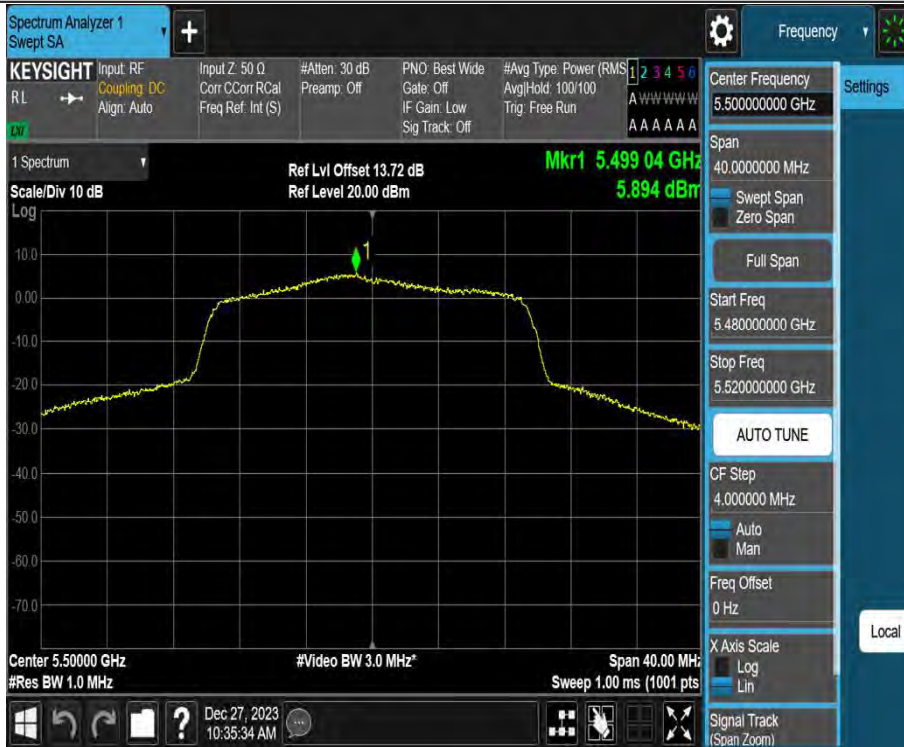 Spectrum Analyzer 1
Swept SA
+
Frequency
KEYSIGHT
RL
LXI
Input: RF
Coupling: DC
Align: Auto
Input Z: 50 Ω
Corr CCorr RCal
Freq Ref: Int (S)
#Atten: 30 dB
Preamp: Off
PNO: Best Wide
Gate: Off
IF Gain: Low
Sig Track: Off
#Avg Type: Power (RMS
Avg|Hold: 100/100
Trig: Free Run
1 2 3 4 5 6
A W W W W W
A A A A A A
Center Frequency
5.500000000 GHz
Settings
1 Spectrum
Scale/Div 10 dB
Ref Lvl Offset 13.72 dB
Ref Level 20.00 dBm
Mkr1 5.499 04 GHz
5.894 dBm
Span
40.0000000 MHz
Swept Span
Zero Span
Full Span
Start Freq
5.480000000 GHz
Stop Freq
5.520000000 GHz
AUTO TUNE
CF Step
4.000000 MHz
Auto
Man
Freq Offset
0 Hz
X Axis Scale
Log
Lin
Signal Track
(Span Zoom)
Local
Log
1
10.0
0.00
-10.0
-20.0
-30.0
-40.0
-50.0
-60.0
-70.0
Center 5.50000 GHz
#Res BW 1.0 MHz
#Video BW 3.0 MHz*
Span 40.00 MHz
Sweep 1.00 ms (1001 pts
?
Dec 27, 2023
10:35:34 AM